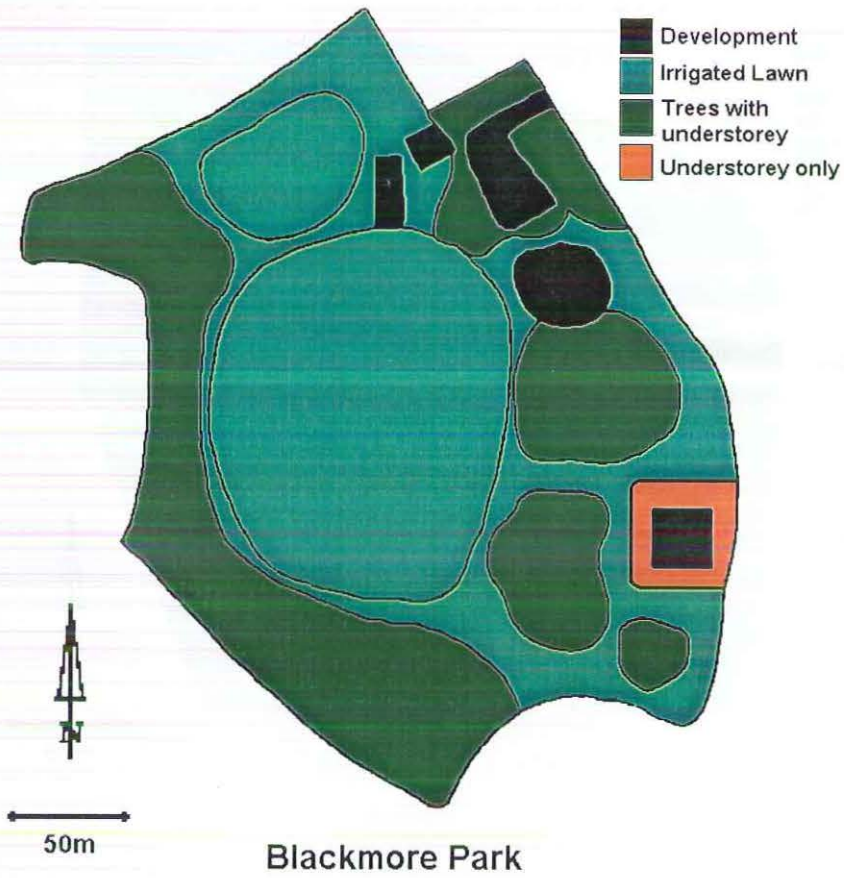 Development
Irrigated Lawn
Trees with
understorey
Understorey only
N
50m
Blackmore Park